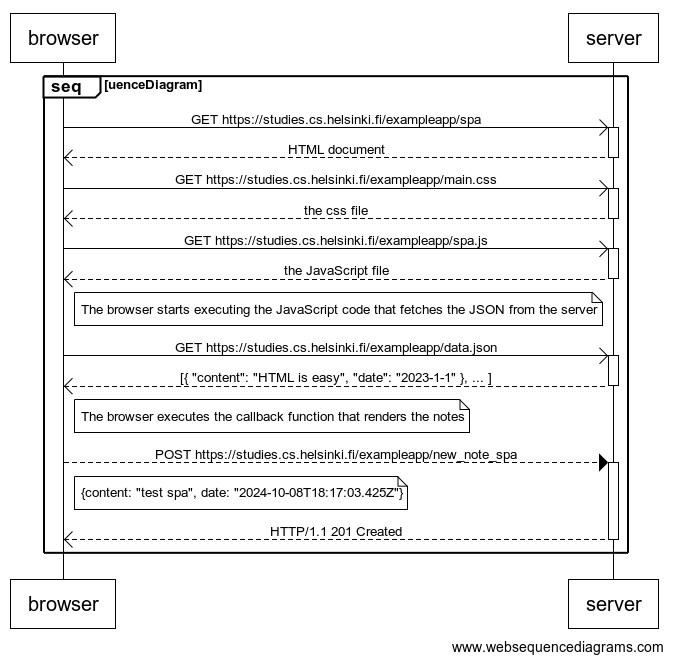 browser server
seq [uenceDiagram]
GET https://studies.cs.helsinki.fi/exampleapp/spa
HTML document
GET https://studies.cs.helsinki.fi/exampleapp/main.css
the css file
GET https://studies.cs.helsinki.fi/exampleapp/spa.js
the JavaScript file
The browser starts executing the JavaScript code that fetches the JSON from the server
GET https://studies.cs.helsinki.fi/exampleapp/data.json
[{ "content": "HTML is easy", "date": "2023-1-1" }, ... ]
The browser executes the callback function that renders the notes
POST https://studies.cs.helsinki.fi/exampleapp/new_note_spa
{content: "test spa", date: "2024-10-08T18:17:03.425Z"}
HTTP/1.1 201 Created
browser server
www.websequencediagrams.com